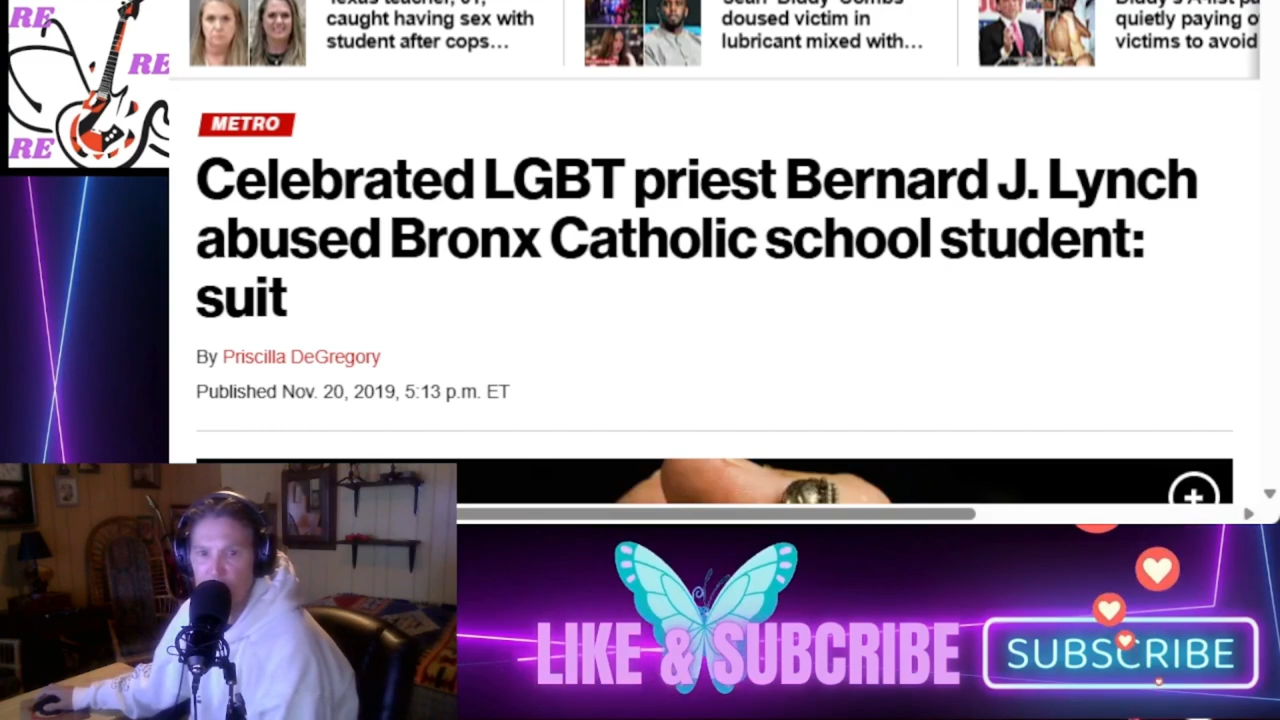 RE
RE
RE
caught having sex with
student after cops...
doused victim in
lubricant mixed with...
quietly paying
victims to avoid
METRO
Celebrated LGBT priest Bernard J. Lynch
abused Bronx Catholic school student:
suit
By Priscilla DeGregory
Published Nov. 20, 2019, 5:13 p.m. ET
LIKE & SUBCRIBE
SUBSCRIBE